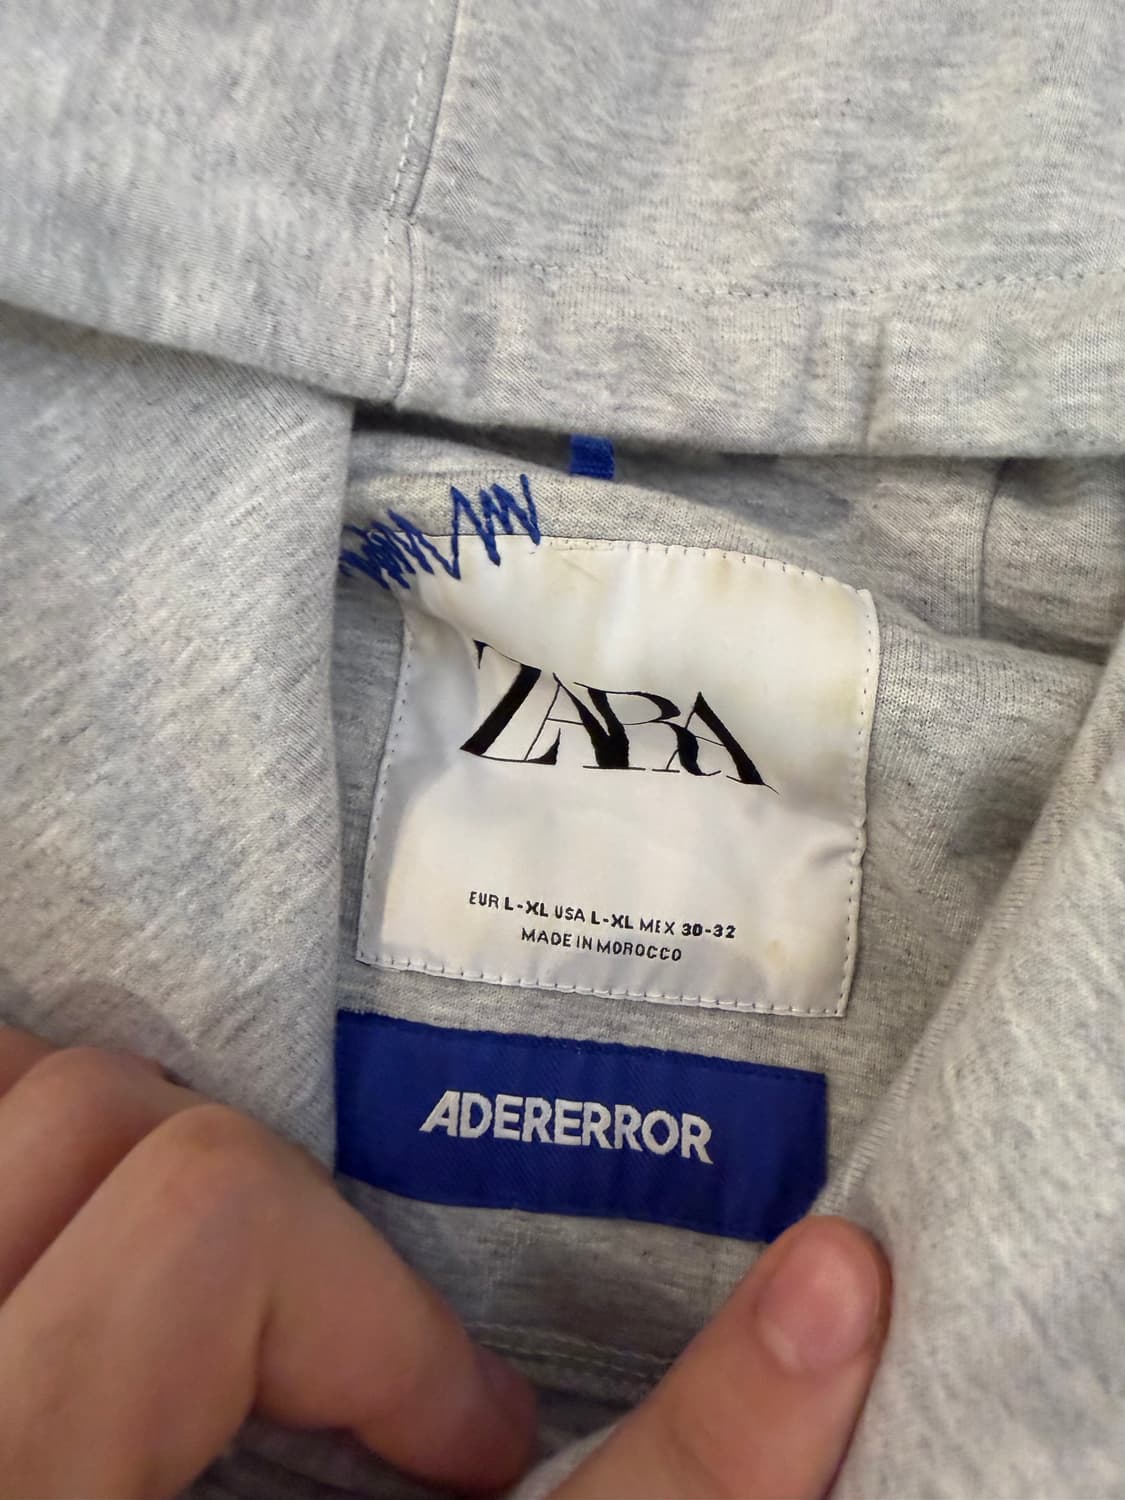 ZARA
EUR L-XL USA L-XL MEX 30-32
MADE IN MOROCCO
ADERERROR